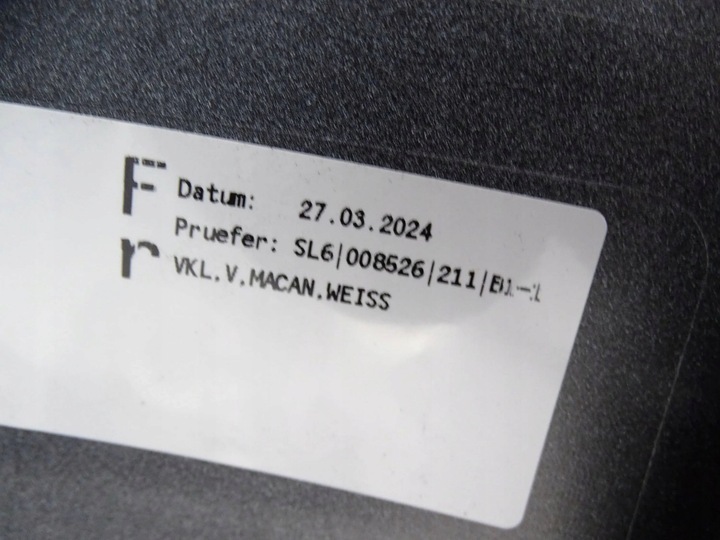 F
Datum: 27.03.2024
Pruefer: SL6|008526|211|
r
VKL.V.MACAN.WEISS